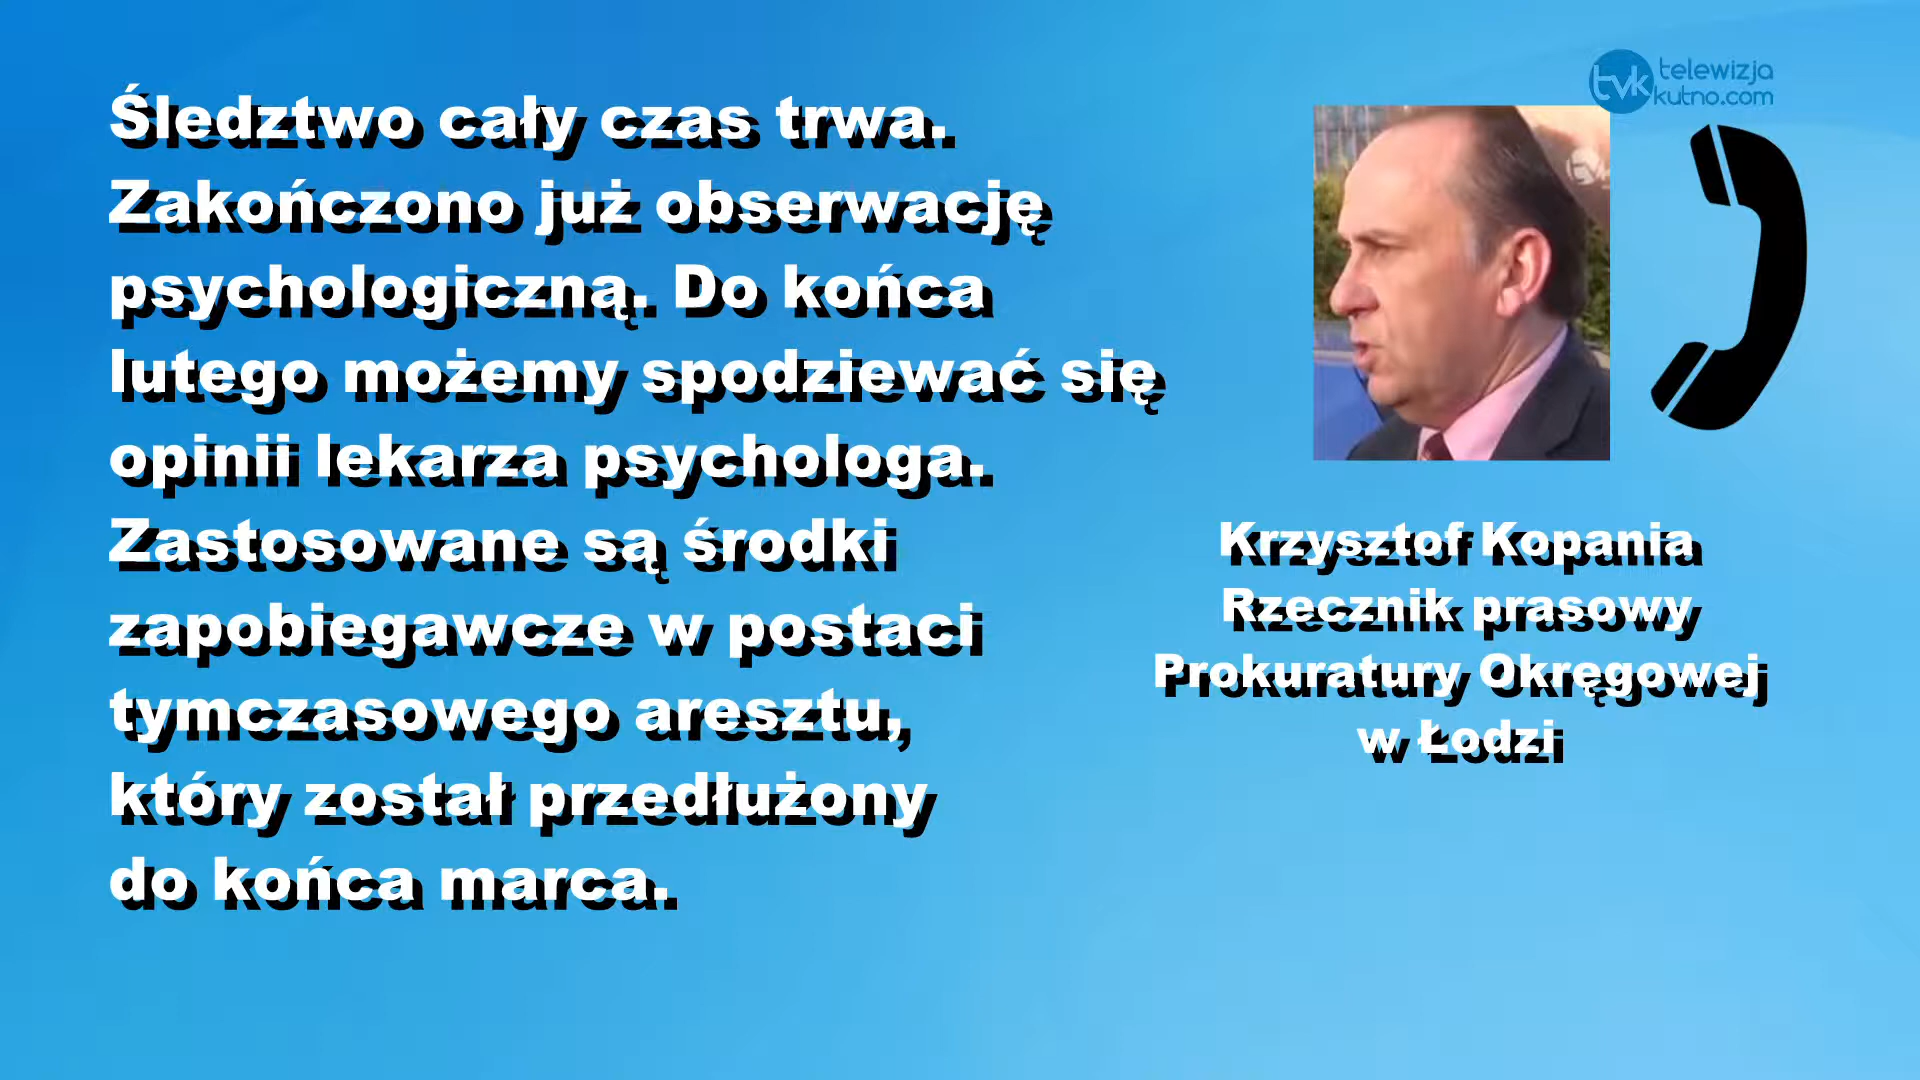 Śledztwo cały czas trwa.
Zakończono już obserwację
psychologiczną. Do końca
lutego możemy spodziewać się
opinii lekarza psychologa.
Zastosowane są środki
zapobiegawcze w postaci
tymczasowego aresztu,
który został przedłużony
do końca marca.
tvk telewizja
kutno.com
tvk
Krzysztof Kopania
Rzecznik prasowy
Prokuratury Okręgowej
w Łodzi